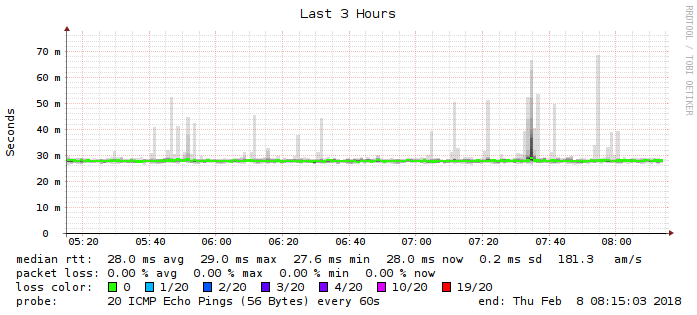 Last 3 Hours
RRDTOOL / TOBI OETIKER
Seconds
70 m
60 m
50 m
40 m
30 m
20 m
10 m
0
05:20 05:40 06:00 06:20 06:40 07:00 07:20 07:40 08:00
median rtt: 28.0 ms avg 29.0 ms max 27.6 ms min 28.0 ms now 0.2 ms sd 181.3 am/s
packet loss: 0.00 % avg 0.00 % max 0.00 % min 0.00 % now
loss color: 0 1/20 2/20 3/20 4/20 10/20 19/20
probe: 20 ICMP Echo Pings (56 Bytes) every 60s end: Thu Feb 8 08:15:03 2018